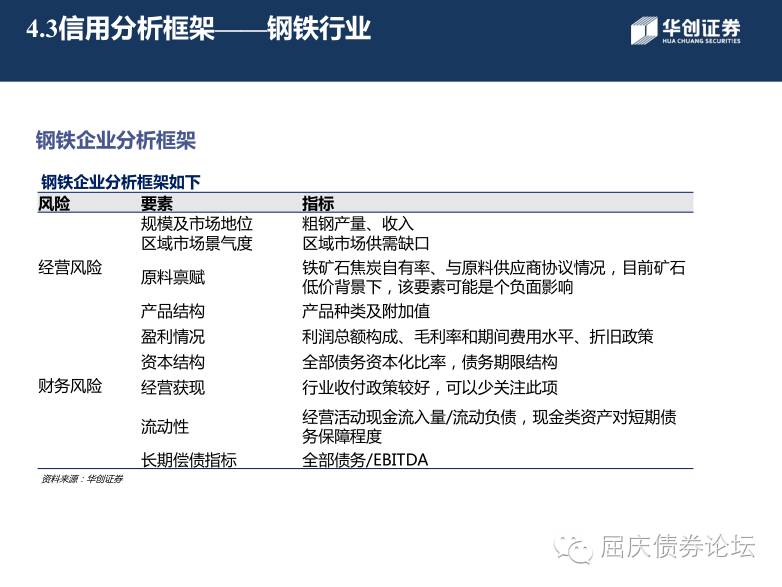 4.3信用分析框架——钢铁行业
华创证券
HUA CHUANG SECURITIES
钢铁企业分析框架
钢铁企业分析框架如下
风险 要素 指标
规模及市场地位 粗钢产量、收入
区域市场景气度 区域市场供需缺口
经营风险 原料禀赋 铁矿石焦炭自有率、与原料供应商协议情况，目前矿石
低价背景下，该要素可能是个负面影响
产品结构 产品种类及附加值
盈利情况 利润总额构成、毛利率和期间费用水平、折旧政策
资本结构 全部债务资本化比率，债务期限结构
财务风险 经营获现 行业收付政策较好，可以少关注此项
流动性 经营活动现金流入量/流动负债，现金类资产对短期债
务保障程度
长期偿债指标 全部债务/EBITDA
资料来源：华创证券
屈庆债券论坛